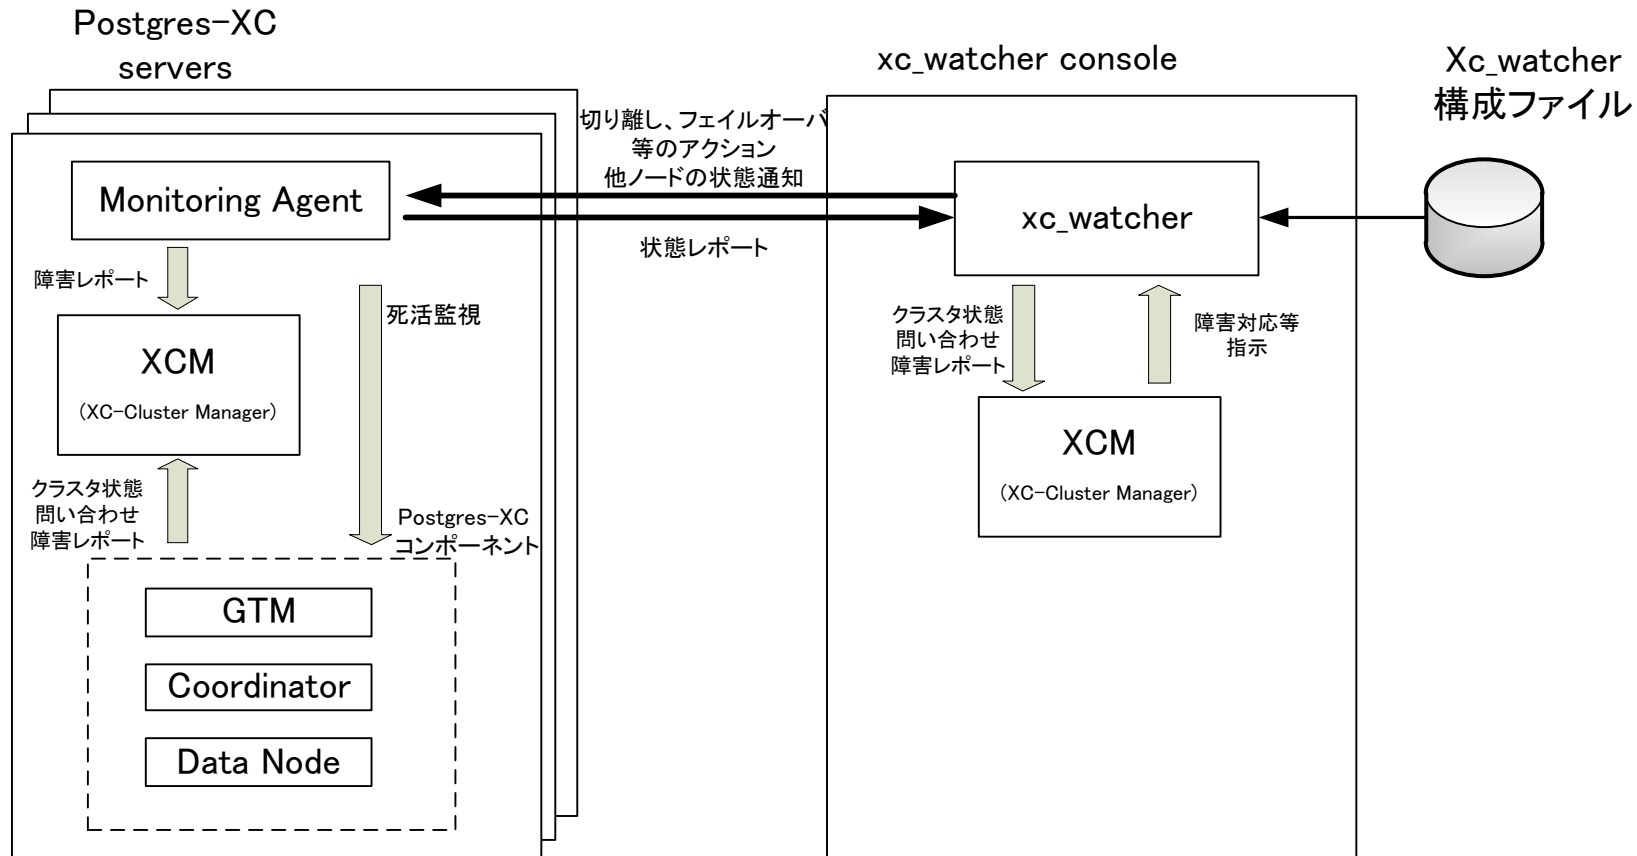 Postgres-XC
servers
xc_watcher console
Xc_watcher
構成ファイル
切り離し、フェイルオーバ
等のアクション
他ノードの状態通知
Monitoring Agent
xc_watcher
状態レポート
障害レポート
死活監視
XCM
(XC-Cluster Manager)
クラスタ状態
問い合わせ
障害レポート
障害対応等
指示
XCM
(XC-Cluster Manager)
クラスタ状態
問い合わせ
障害レポート
Postgres-XC
コンポーネント
GTM
Coordinator
Data Node